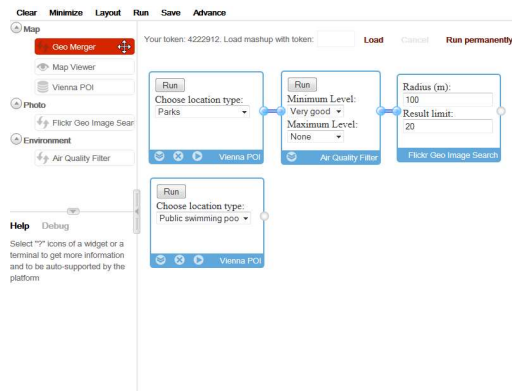 Clear Minimize Layout Run Save Advance
Map
Geo Merger
Map Viewer
Vienna POI
Photo
Flickr Geo Image Sear
Environment
Air Quality Filter
Help Debug
Select "?" icons of a widget or a
terminal to get more information
and to be auto-supported by the
platform
Your token: 4222912. Load mashup with token: Load Cancel Run permanently
Run
Choose location type:
Parks
Vienna POI
Run
Minimum Level:
Very good
Maximum Level:
None
Air Quality Filter
Radius (m):
100
Result limit:
20
Flickr Geo Image Search
Run
Choose location type:
Public swimming poo
Vienna POI